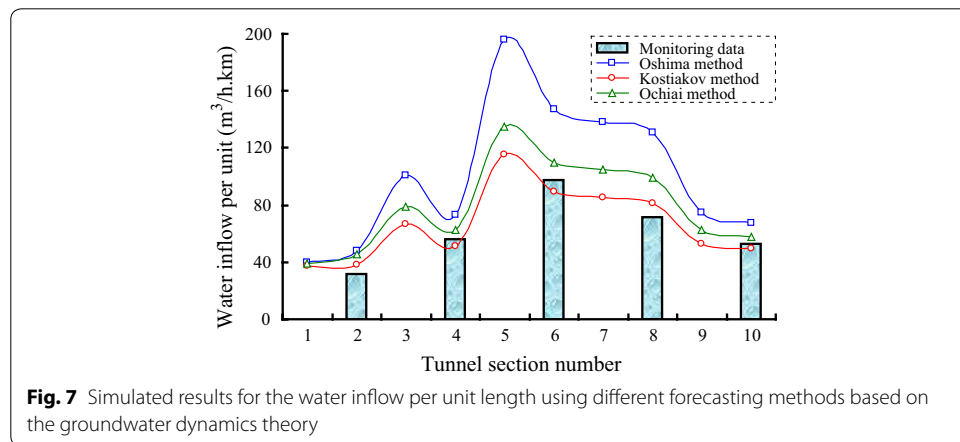 Water inflow per unit (m³/h.km)
200
160
120
80
40
0
Monitoring data
Oshima method
Kostiakov method
Ochiai method
1 2 3 4 5 6 7 8 9 10
Tunnel section number
Fig. 7 Simulated results for the water inflow per unit length using different forecasting methods based on
the groundwater dynamics theory